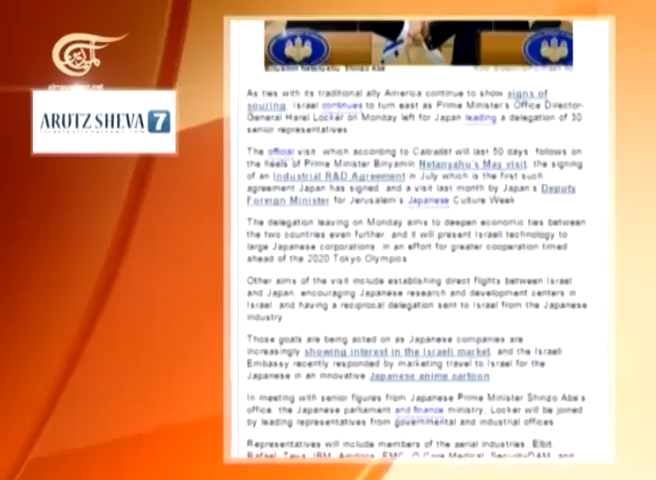 الميادين
almayadeen.net
ARUTZ SHEVA 7
Binyamin Netanyahu, Shinzo Abe
As ties with its traditional ally America continue to show signs of
souring, Israel continues to turn east as Prime Minister's Office Director-
General Harel Locker on Monday left for Japan leading a delegation of 30
senior representatives
The official visit, which according to Calcalist will last 50 days, follows on
the heels of Prime Minister Binyamin Netanyahu's May visit, the signing
of an Industrial R&D Agreement in July which is the first such
agreement Japan has signed, and a visit last month by Japan's Deputy
Foreign Minister for Jerusalem's Japanese Culture Week
The delegation leaving on Monday aims to deepen economic ties between
the two countries even further, and it will present Israeli technology to
large Japanese corporations, in an effort for greater cooperation timed
ahead of the 2020 Tokyo Olympics
Other aims of the visit include establishing direct flights between Israel
and Japan, encouraging Japanese research and development centers in
Israel, and having a reciprocal delegation sent to Israel from the Japanese
industry
Those goals are being acted on as Japanese companies are
increasingly showing interest in the Israeli market, and the Israeli
Embassy recently responded by marketing travel to Israel for the
Japanese in an innovative Japanese anime cartoon
In meeting with senior figures from Japanese Prime Minister Shinzo Abe's
office, the Japanese parliament and finance ministry, Locker will be joined
by leading representatives from governmental and industrial offices
Representatives will include members of the aerial industries, Elbit,
Rafael, Teva, IBM, Amdocs, EMC, Q Core Medical, SecurityDAM, and